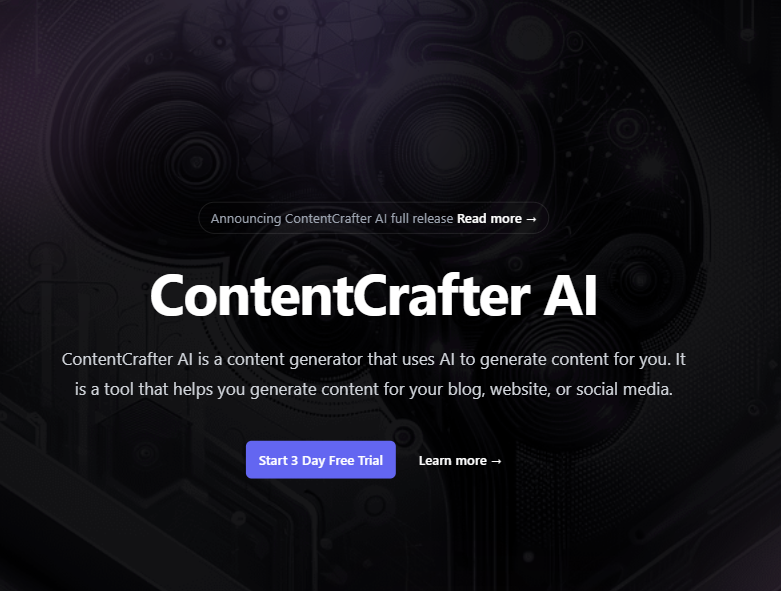 Announcing ContentCrafter AI full release Read more →
ContentCrafter AI
ContentCrafter AI is a content generator that uses AI to generate content for you. It
is a tool that helps you generate content for your blog, website, or social media.
Start 3 Day Free Trial
Learn more →